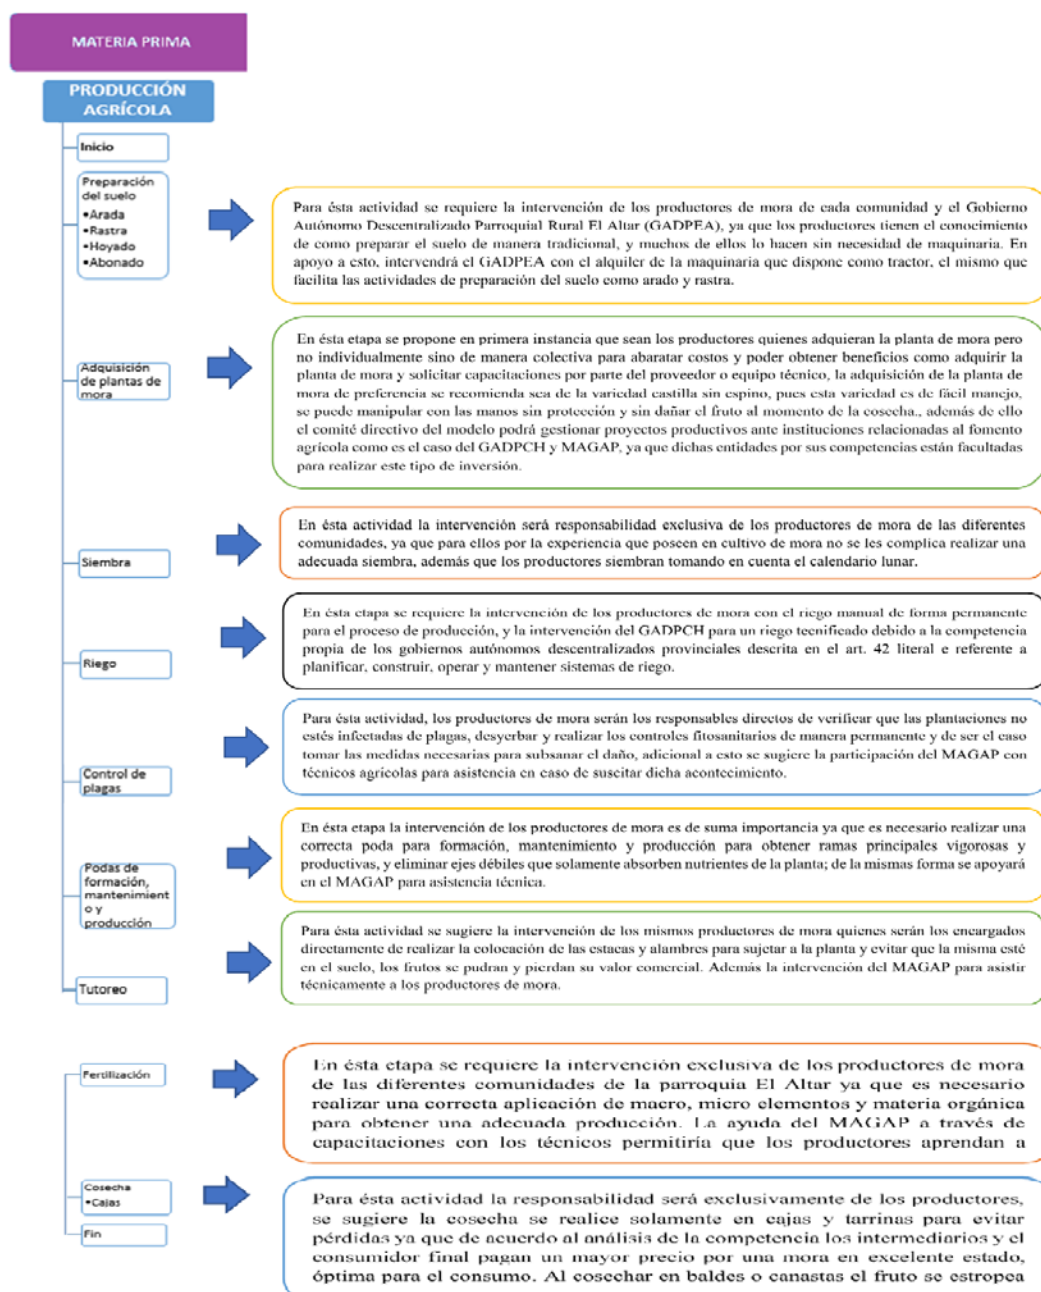 MATERIA PRIMA
PRODUCCIÓN
AGRÍCOLA
Inicio
Preparación
del suelo
•Arada
•Rastra
•Hoyado
•Abonado
Para ésta actividad se requiere la intervención de los productores de mora de cada comunidad y el Gobierno
Autónomo Descentralizado Parroquial Rural El Altar (GADPEA), ya que los productores tienen el conocimiento
de como preparar el suelo de manera tradicional, y muchos de ellos lo hacen sin necesidad de maquinaria. En
apoyo a esto, intervendrá el GADPEA con el alquiler de la maquinaria que dispone como tractor, el mismo que
facilita las actividades de preparación del suelo como arado y rastra.
Adquisición
de plantas de
mora
En ésta etapa se propone en primera instancia que sean los productores quienes adquieran la planta de mora pero
no individualmente sino de manera colectiva para abaratar costos y poder obtener beneficios como adquirir la
planta de mora y solicitar capacitaciones por parte del proveedor o equipo técnico, la adquisición de la planta de
mora de preferencia se recomienda sea de la variedad castilla sin espino, pues esta variedad es de fácil manejo,
se puede manipular con las manos sin protección y sin dañar el fruto al momento de la cosecha., además de ello
el comité directivo del modelo podrá gestionar proyectos productivos ante instituciones relacionadas al fomento
agrícola como es el caso del GADPCH y MAGAP, ya que dichas entidades por sus competencias están facultadas
para realizar este tipo de inversión.
Siembra
En ésta actividad la intervención será responsabilidad exclusiva de los productores de mora de las diferentes
comunidades, ya que para ellos por la experiencia que poseen en cultivo de mora no se les complica realizar una
adecuada siembra, además que los productores siembran tomando en cuenta el calendario lunar.
Riego
En ésta etapa se requiere la intervención de los productores de mora con el riego manual de forma permanente
para el proceso de producción, y la intervención del GADPCH para un riego tecnificado debido a la competencia
propia de los gobiernos autónomos descentralizados provinciales descrita en el art. 42 literal e referente a
planificar, construir, operar y mantener sistemas de riego.
Control de
plagas
Para ésta actividad, los productores de mora serán los responsables directos de verificar que las plantaciones no
estés infectadas de plagas, desyerbar y realizar los controles fitosanitarios de manera permanente y de ser el caso
tomar las medidas necesarias para subsanar el daño, adicional a esto se sugiere la participación del MAGAP con
técnicos agrícolas para asistencia en caso de suscitar dicha acontecimiento.
Podas de
formación,
mantenimient
o y
producción
En ésta etapa la intervención de los productores de mora es de suma importancia ya que es necesario realizar una
correcta poda para formación, mantenimiento y producción para obtener ramas principales vigorosas y
productivas, y eliminar ejes débiles que solamente absorben nutrientes de la planta; de la mismas forma se apoyará
en el MAGAP para asistencia técnica.
Tutoreo
Para ésta actividad se sugiere la intervención de los mismos productores de mora quienes serán los encargados
directamente de realizar la colocación de las estacas y alambres para sujetar a la planta y evitar que la misma esté
en el suelo, los frutos se pudran y pierdan su valor comercial. Además la intervención del MAGAP para asistir
técnicamente a los productores de mora.
Fertilización
En ésta etapa se requiere la intervención exclusiva de los productores de mora
de las diferentes comunidades de la parroquia El Altar ya que es necesario
realizar una correcta aplicación de macro, micro elementos y materia orgánica
para obtener una adecuada producción. La ayuda del MAGAP a través de
capacitaciones con los técnicos permitiría que los productores aprendan a
Cosecha
•Cajas
Para ésta actividad la responsabilidad será exclusivamente de los productores,
se sugiere la cosecha se realice solamente en cajas y tarrinas para evitar
pérdidas ya que de acuerdo al análisis de la competencia los intermediarios y el
consumidor final pagan un mayor precio por una mora en excelente estado,
óptima para el consumo. Al cosechar en baldes o canastas el fruto se estropea
Fin